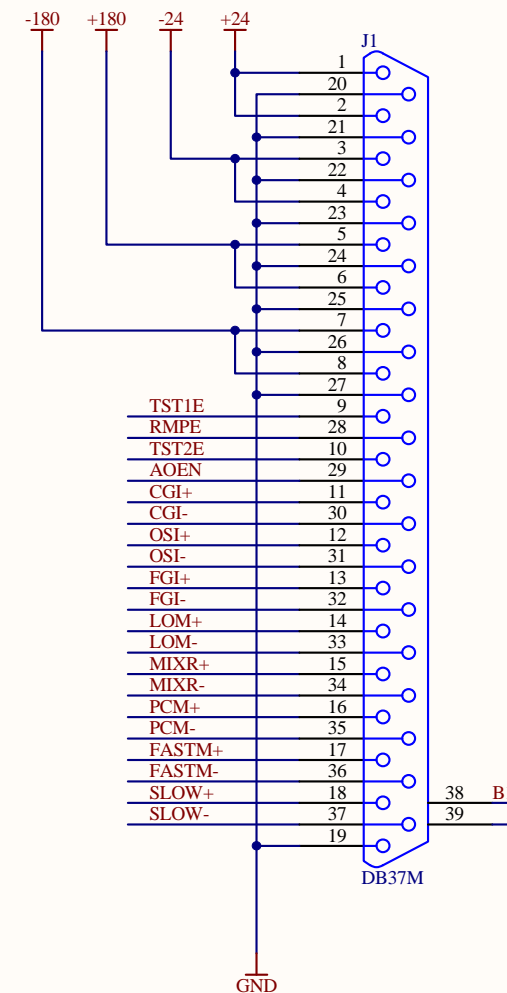 -180 +180 -24 +24
J1
1
20
2
21
3
22
4
23
5
24
6
25
7
26
8
27
TST1E 9
RMPE 28
TST2E 10
AOEN 29
CGI+ 11
CGI- 30
OSI+ 12
OSI- 31
FGI+ 13
FGI- 32
LOM+ 14
LOM- 33
MIXR+ 15
MIXR- 34
PCM+ 16
PCM- 35
FASTM+ 17
FASTM- 36
SLOW+ 18 38 B
SLOW- 37 39
19
DB37M
GND